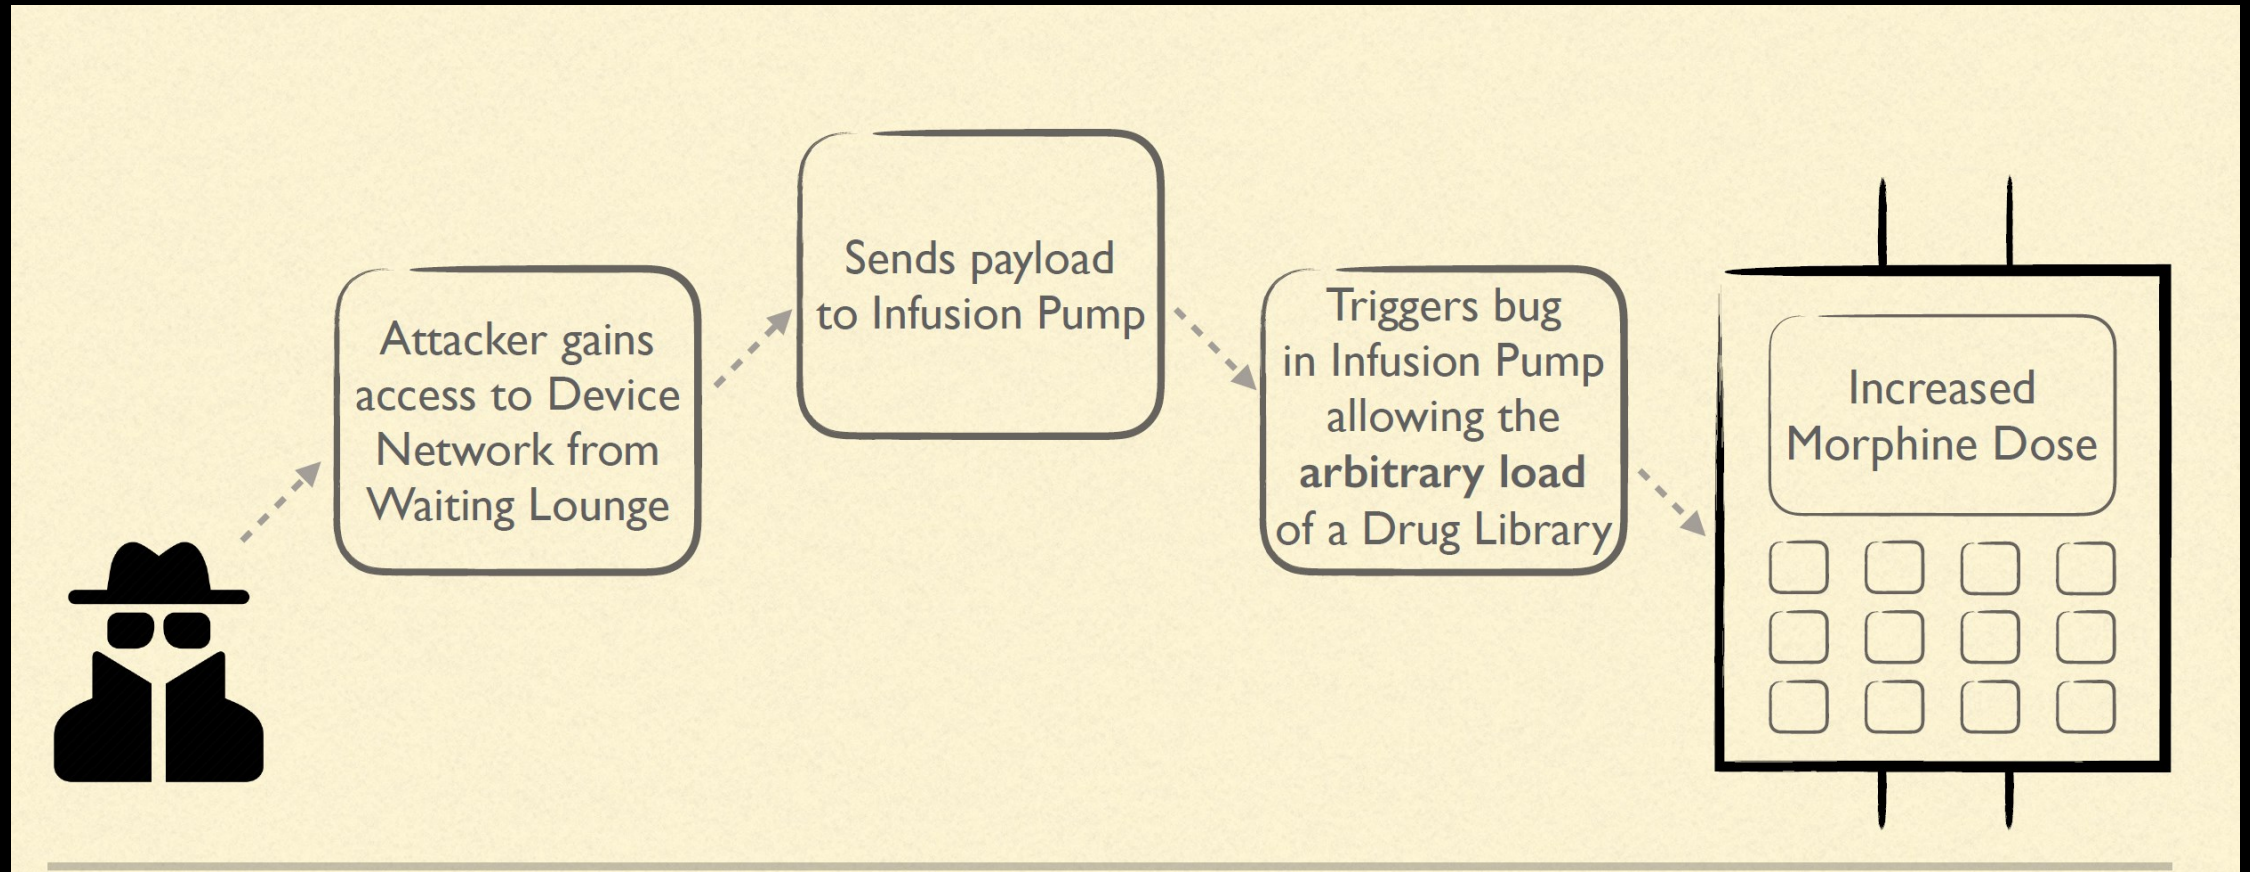 Attacker gains
access to Device
Network from
Waiting Lounge
Sends payload
to Infusion Pump
Triggers bug
in Infusion Pump
allowing the
arbitrary load
of a Drug Library
Increased
Morphine Dose